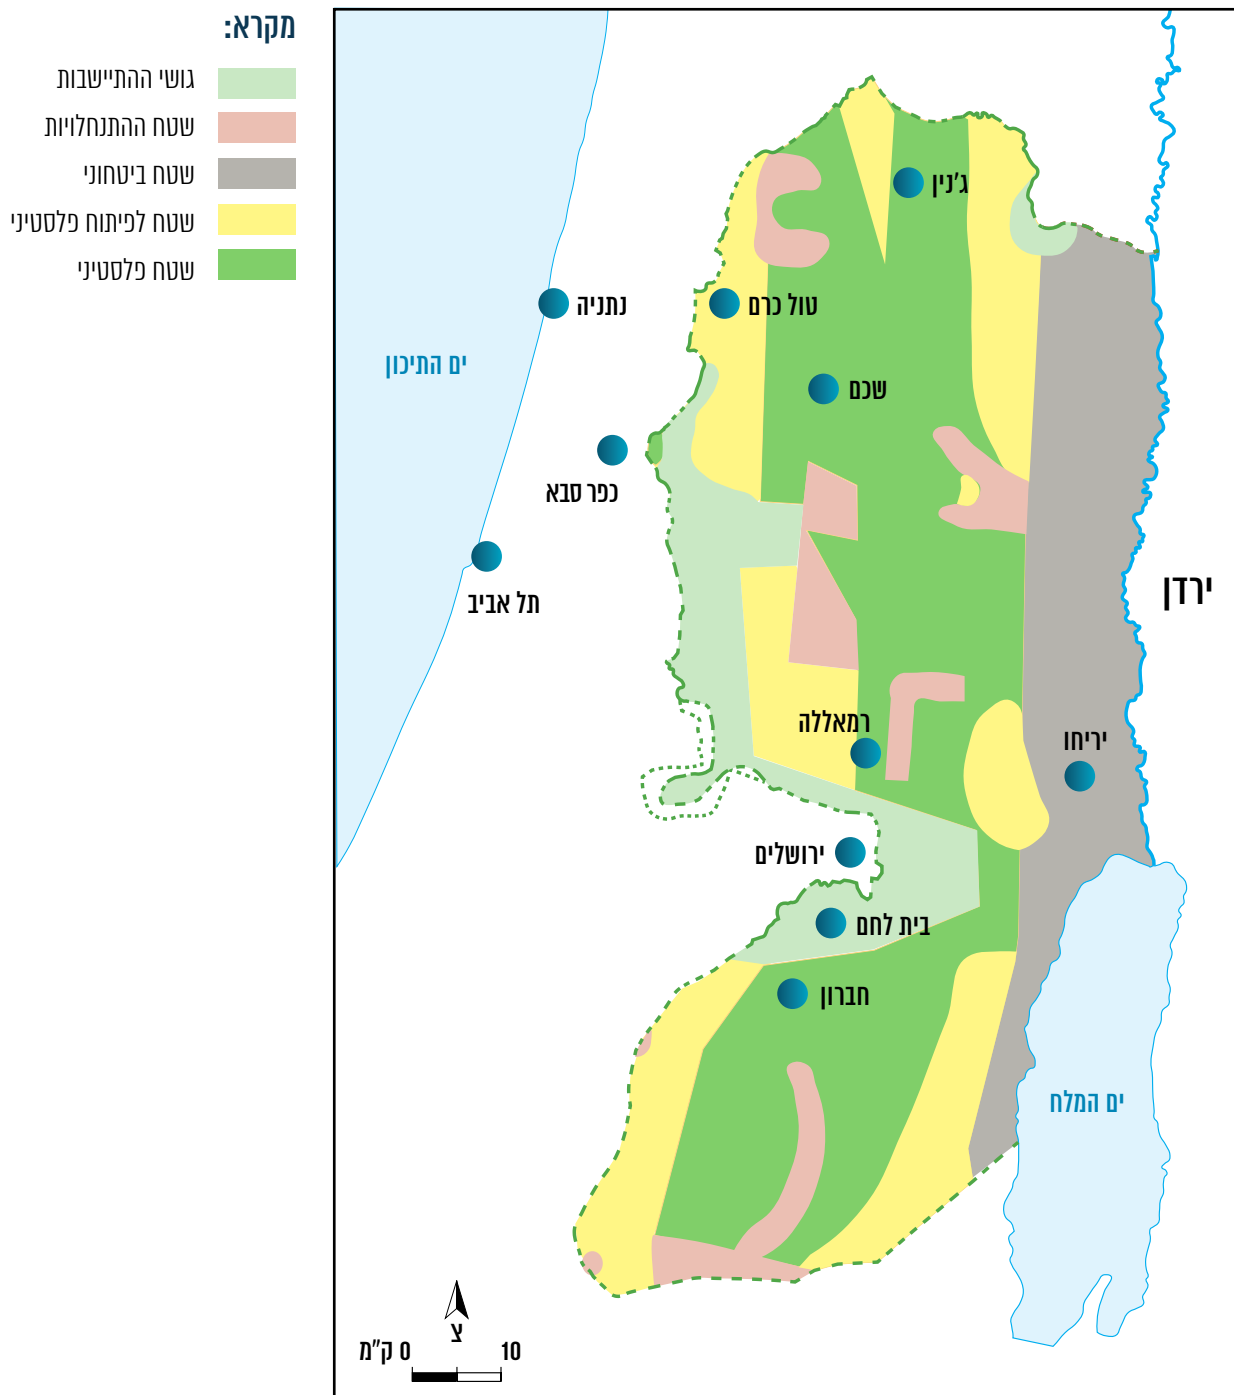 מקרא:
גושי ההתיישבות
שטח ההתנחלויות
שטח ביטחוני
שטח לפיתוח פלסטיני
שטח פלסטיני
ג'נין
נתניה
טול כרם
ים התיכון
שכם
כפר סבא
תל אביב
ירדן
רמאללה
יריחו
ירושלים
בית לחם
חברון
ים המלח
צ
10 0 ק"מ